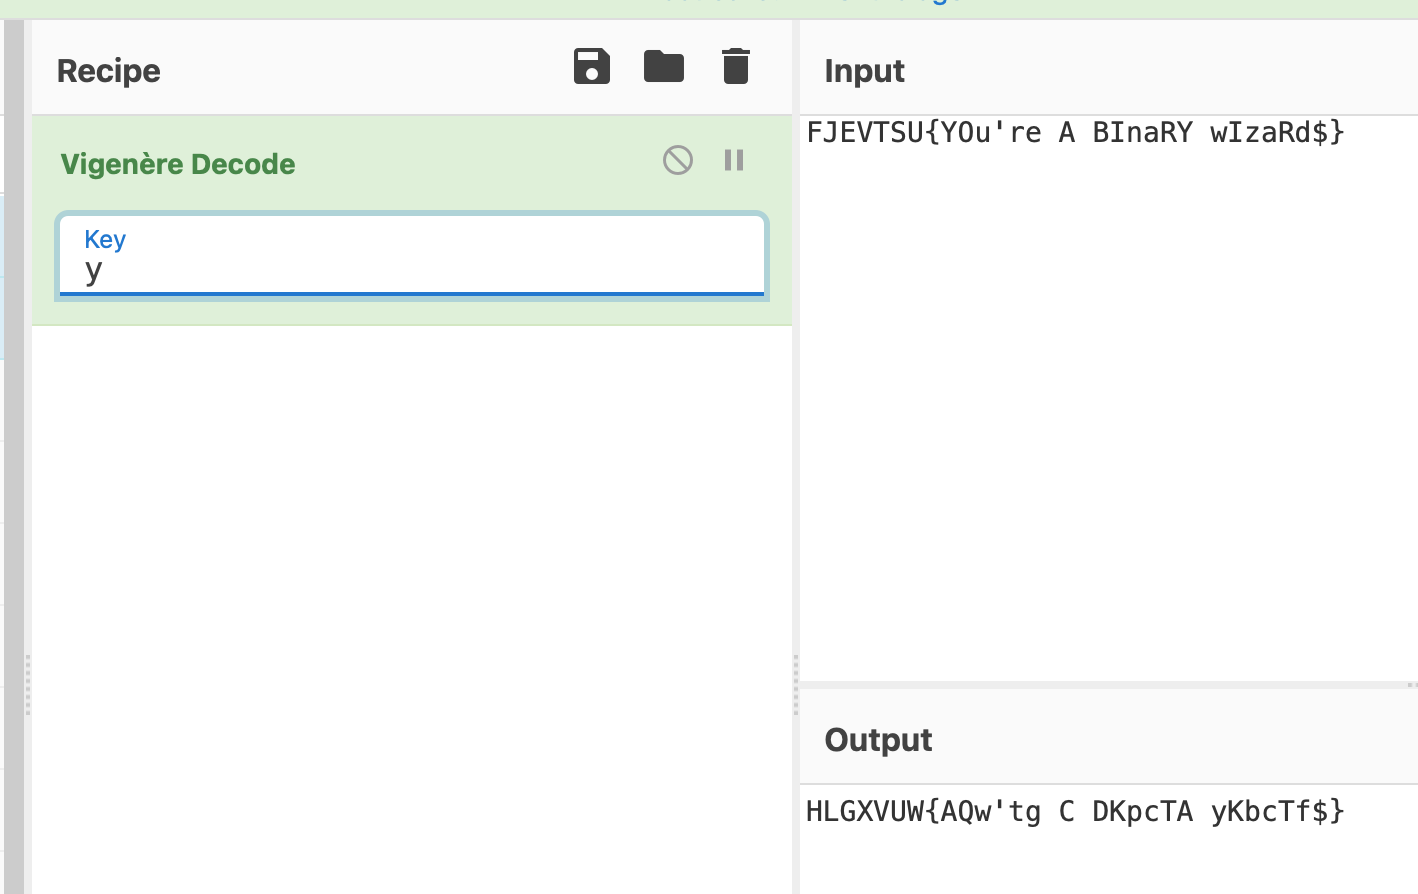 Recipe
Vigenère Decode
Key
y
Input
FJEVTSU{YOu're A BInaRY wIzaRd$}
Output
HLGXVUW{AQw'tg C DKpcTA yKbcTf$}